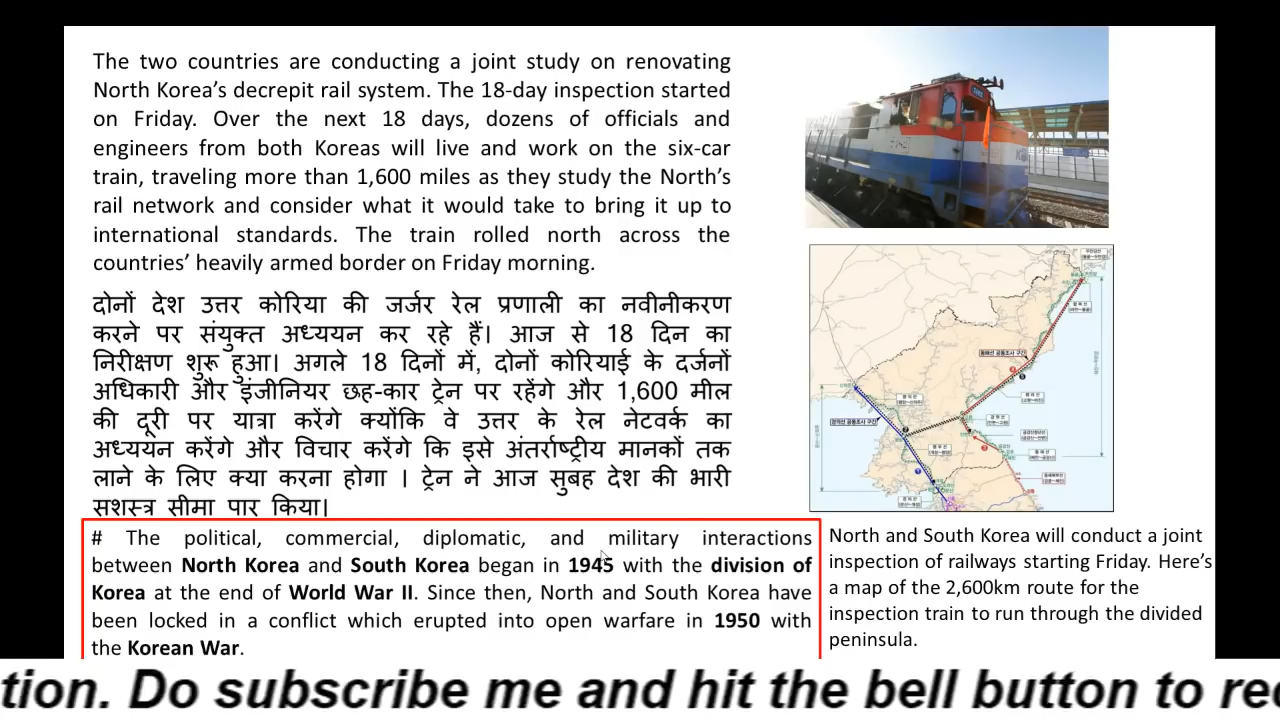 The two countries are conducting a joint study on renovating
North Korea’s decrepit rail system. The 18-day inspection started
on Friday. Over the next 18 days, dozens of officials and
engineers from both Koreas will live and work on the six-car
train, traveling more than 1,600 miles as they study the North’s
rail network and consider what it would take to bring it up to
international standards. The train rolled north across the
countries’ heavily armed border on Friday morning.
दोनों देश उत्तर कोरिया की जर्जर रेल प्रणाली का नवीनीकरण
करने पर संयुक्त अध्ययन कर रहे हैं। आज से 18 दिन का
निरीक्षण शुरू हुआ। अगले 18 दिनों में, दोनों कोरियाई के दर्जनों
अधिकारी और इंजीनियर छह-कार ट्रेन पर रहेंगे और 1,600 मील
की दूरी पर यात्रा करेंगे क्योंकि वे उत्तर के रेल नेटवर्क का
अध्ययन करेंगे और विचार करेंगे कि इसे अंतर्राष्ट्रीय मानकों तक
लाने के लिए क्या करना होगा । ट्रेन ने आज सुबह देश की भारी
सशस्त्र सीमा पार किया।
# The political, commercial, diplomatic, and military interactions
between North Korea and South Korea began in 1945 with the division of
Korea at the end of World War II. Since then, North and South Korea have
been locked in a conflict which erupted into open warfare in 1950 with
the Korean War.
North and South Korea will conduct a joint
inspection of railways starting Friday. Here’s
a map of the 2,600km route for the
inspection train to run through the divided
peninsula.
tion. Do subscribe me and hit the bell button to rec